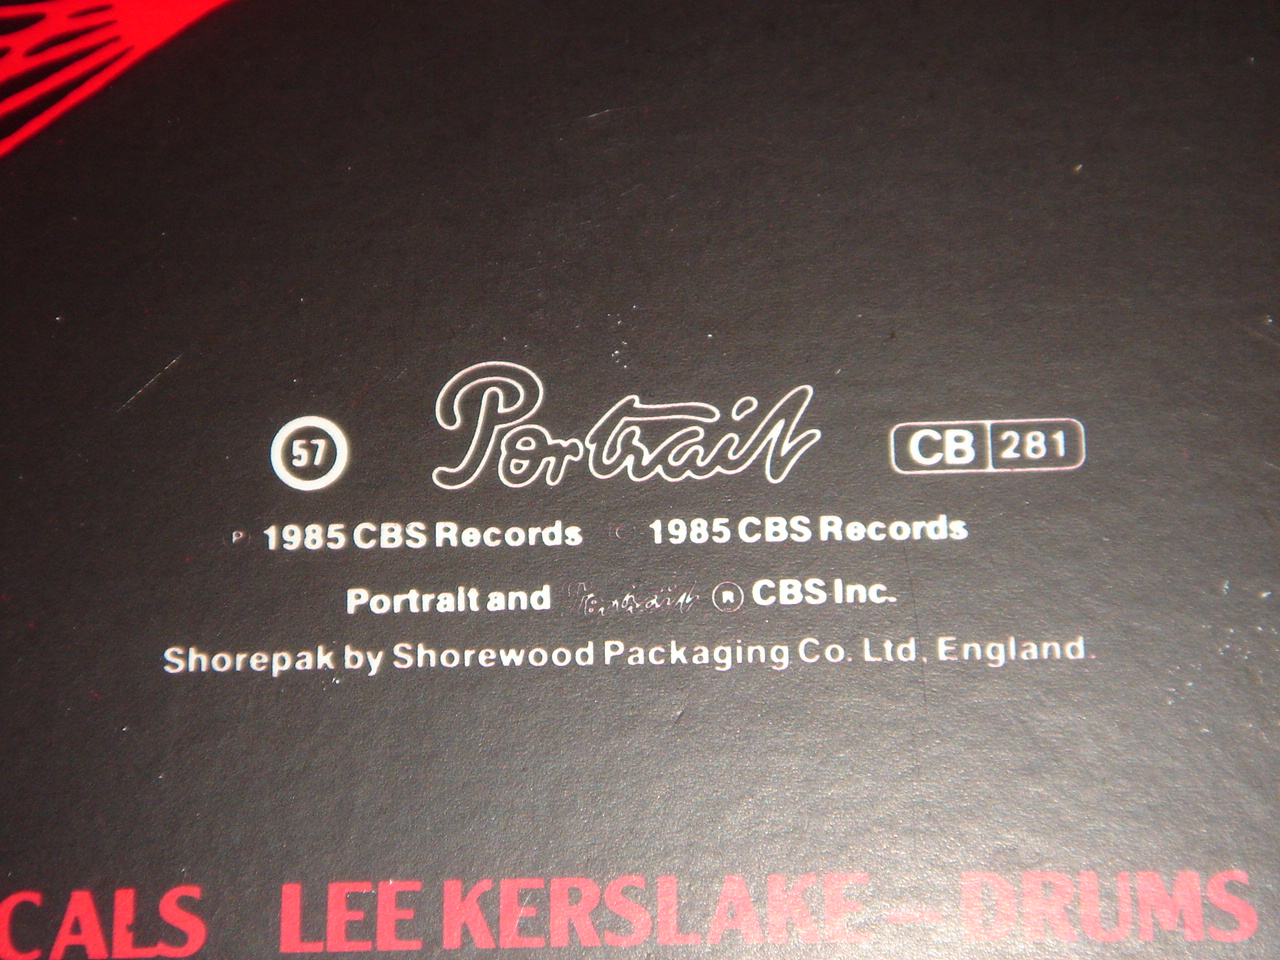 57 Portrait CB 281
P 1985 CBS Records C 1985 CBS Records
Portrait and Portrait ® CBS Inc.
Shorepak by Shorewood Packaging Co. Ltd, England.
CALS LEE KERSLAKE – DRUMS